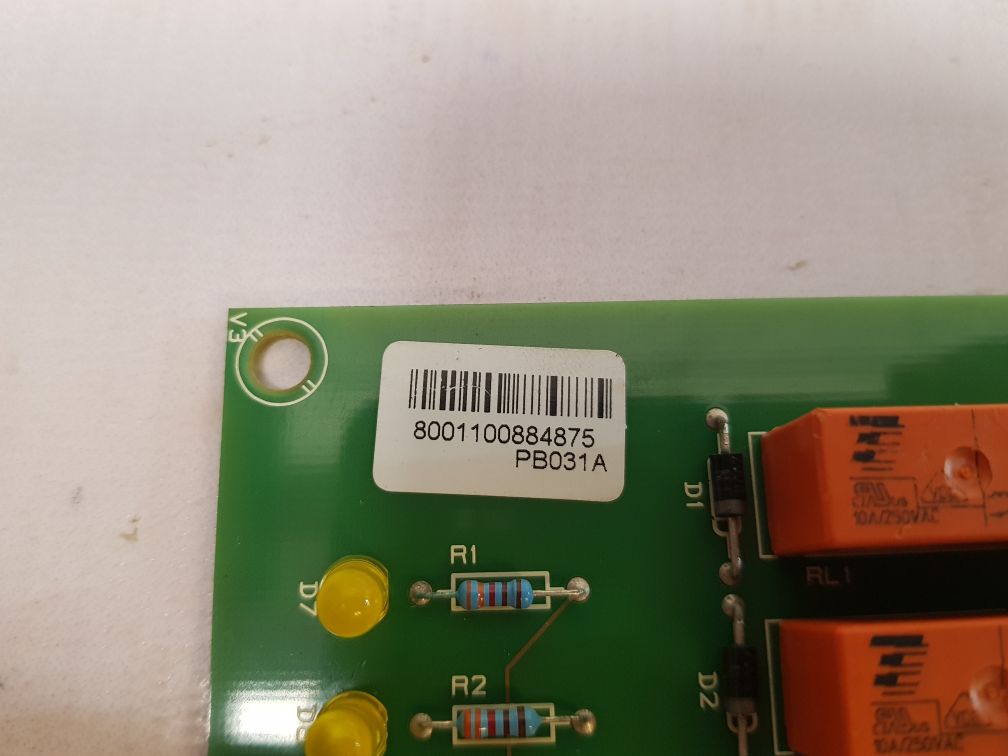 V3
8001100884875
PB031A
D1
10A/250VAC
RL1
R1
D7
R2
D2
10A/250VAC